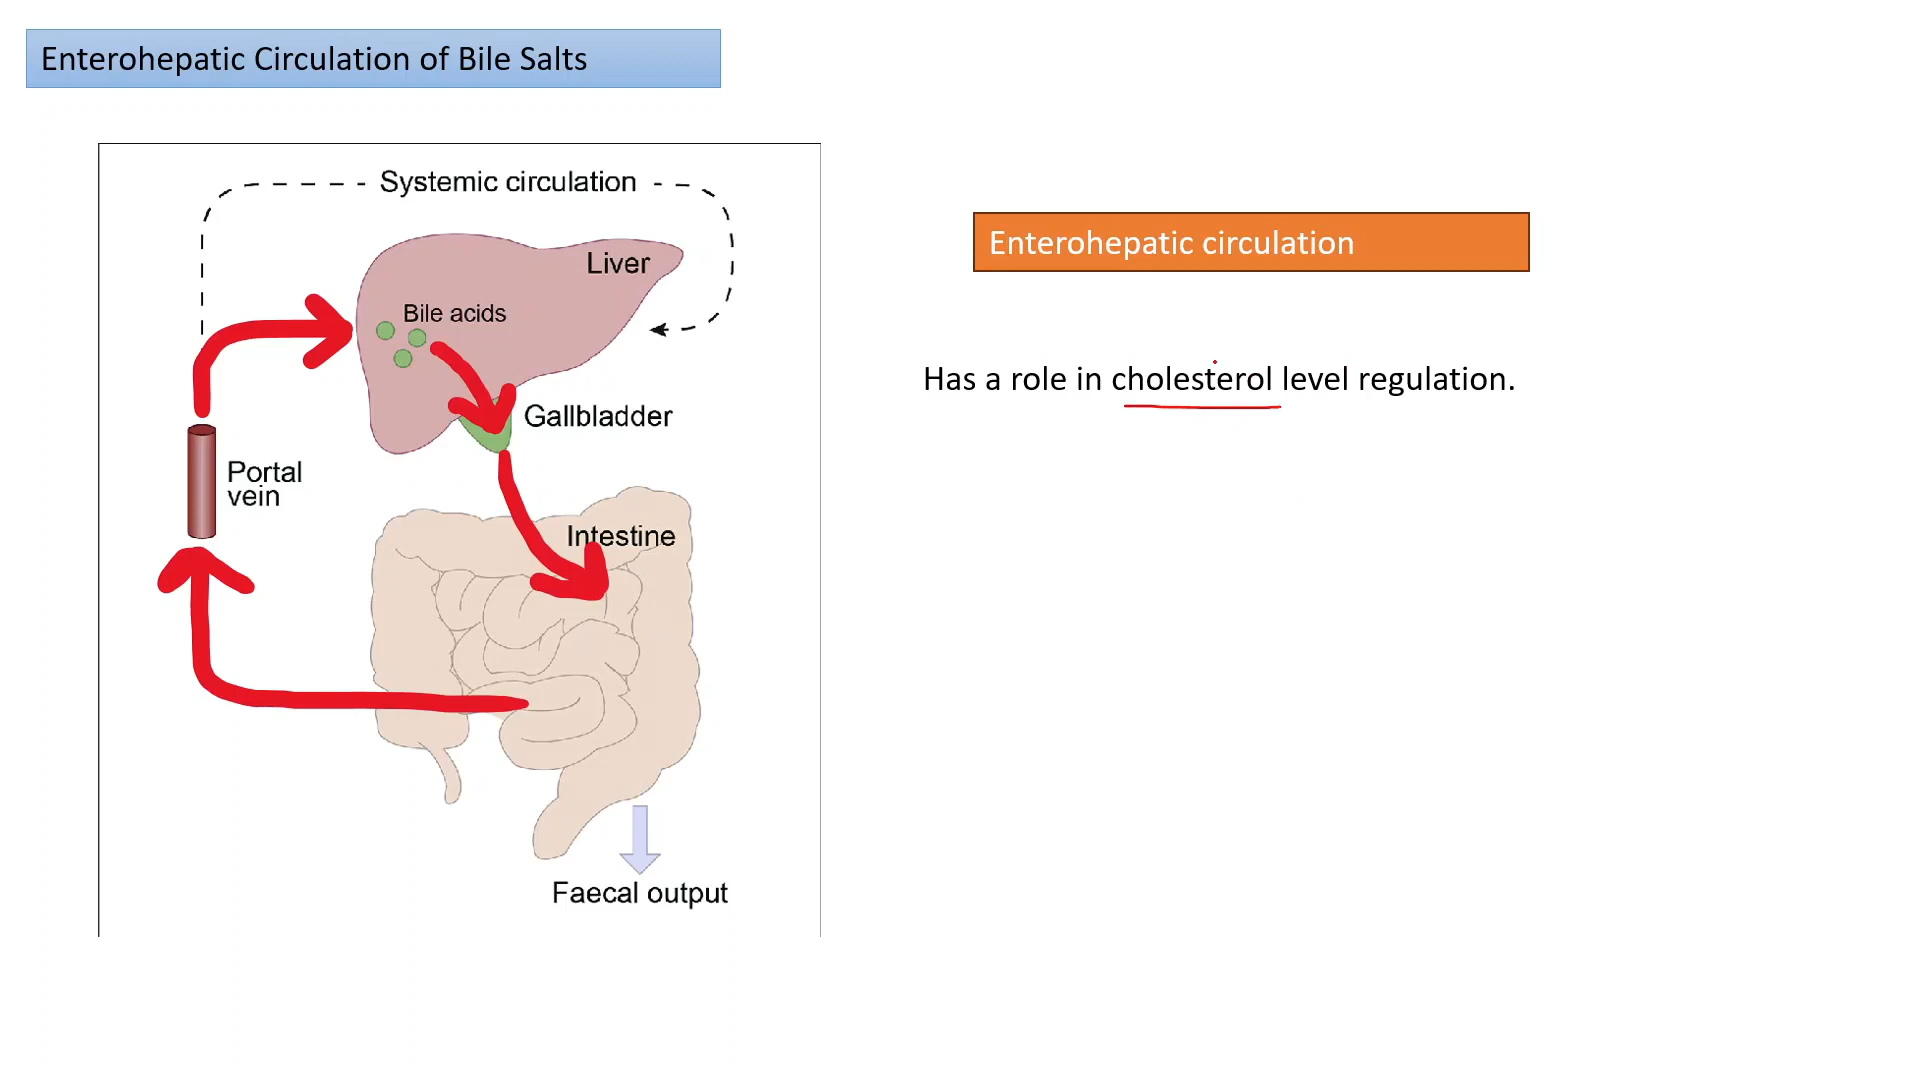 Enterohepatic Circulation of Bile Salts
Systemic circulation
Liver
Bile acids
Gallbladder
Portal
vein
Intestine
Faecal output
Enterohepatic circulation
Has a role in cholesterol level regulation.